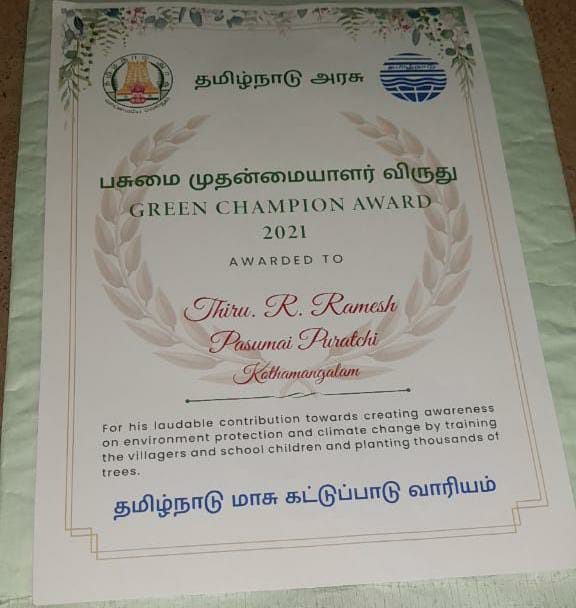 தமிழ்நாடு அரசு
பசுமை முதன்மையாளர் விருது
GREEN CHAMPION AWARD
2021
AWARDED TO
Thiru. R. Ramesh
Pasumai Puratchi
Kothamangalam
For his laudable contribution towards creating awareness
on environment protection and climate change by training
the villagers and school children and planting thousands of
trees.
தமிழ்நாடு மாசு கட்டுப்பாடு வாரியம்